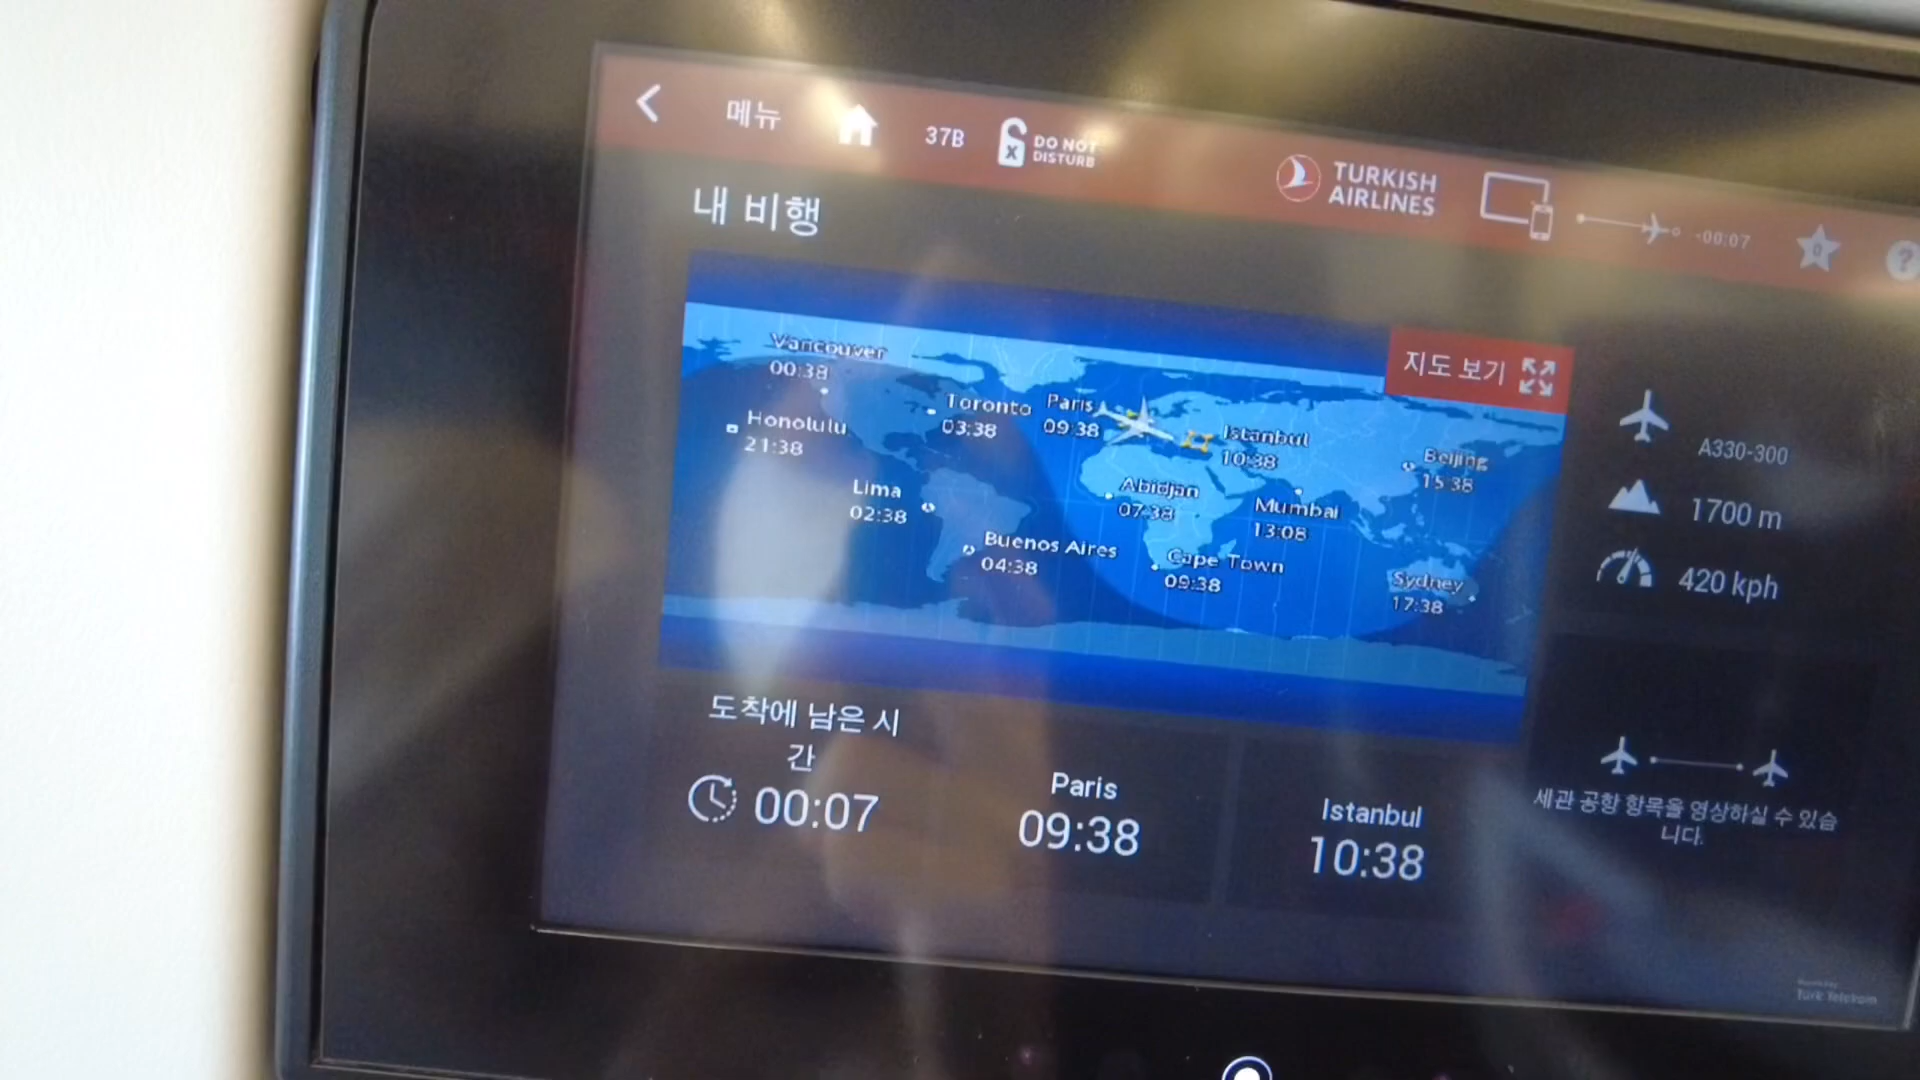 메뉴
37B
DO NOT
DISTURB
TURKISH
AIRLINES
-00:07
0
?
내 비행
지도 보기
Vancouver
00:38
Honolulu
21:38
Toronto
03:38
Paris
09:38
Istanbul
10:38
Beijing
15:38
Lima
02:38
Abidjan
07:38
Mumbai
13:08
Buenos Aires
04:38
Cape Town
09:38
Sydney
17:38
A330-300
1700 m
420 kph
도착에 남은 시
간
00:07
Paris
09:38
Istanbul
10:38
세관 공항 항목을 영상하실 수 있습
니다.
Türk Telekom